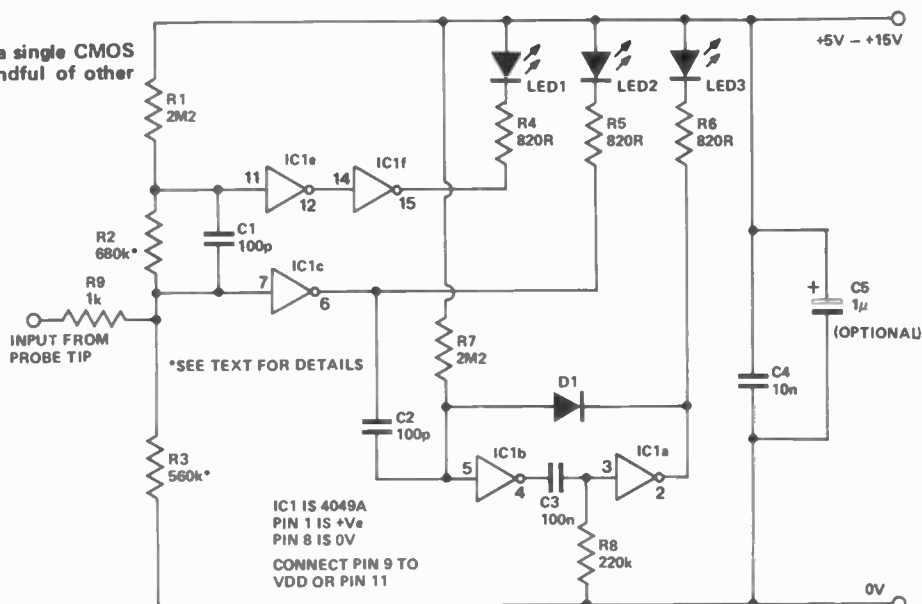 a single CMOS
ndful of other
+5V – +15V
R1
2M2
LED1
LED2
LED3
R4
820R
R5
820R
R6
820R
IC1e
11
12
IC1f
14
15
R2
680k*
C1
100p
R9
1k
IC1c
7
6
INPUT FROM
PROBE TIP
*SEE TEXT FOR DETAILS
R7
2M2
+
C5
1μ
(OPTIONAL)
C4
10n
D1
C2
100p
R3
560k*
IC1b
5
4
C3
100n
IC1a
3
2
R8
220k
IC1 IS 4049A
PIN 1 IS +Ve
PIN 8 IS 0V
CONNECT PIN 9 TO
VDD OR PIN 11
0V